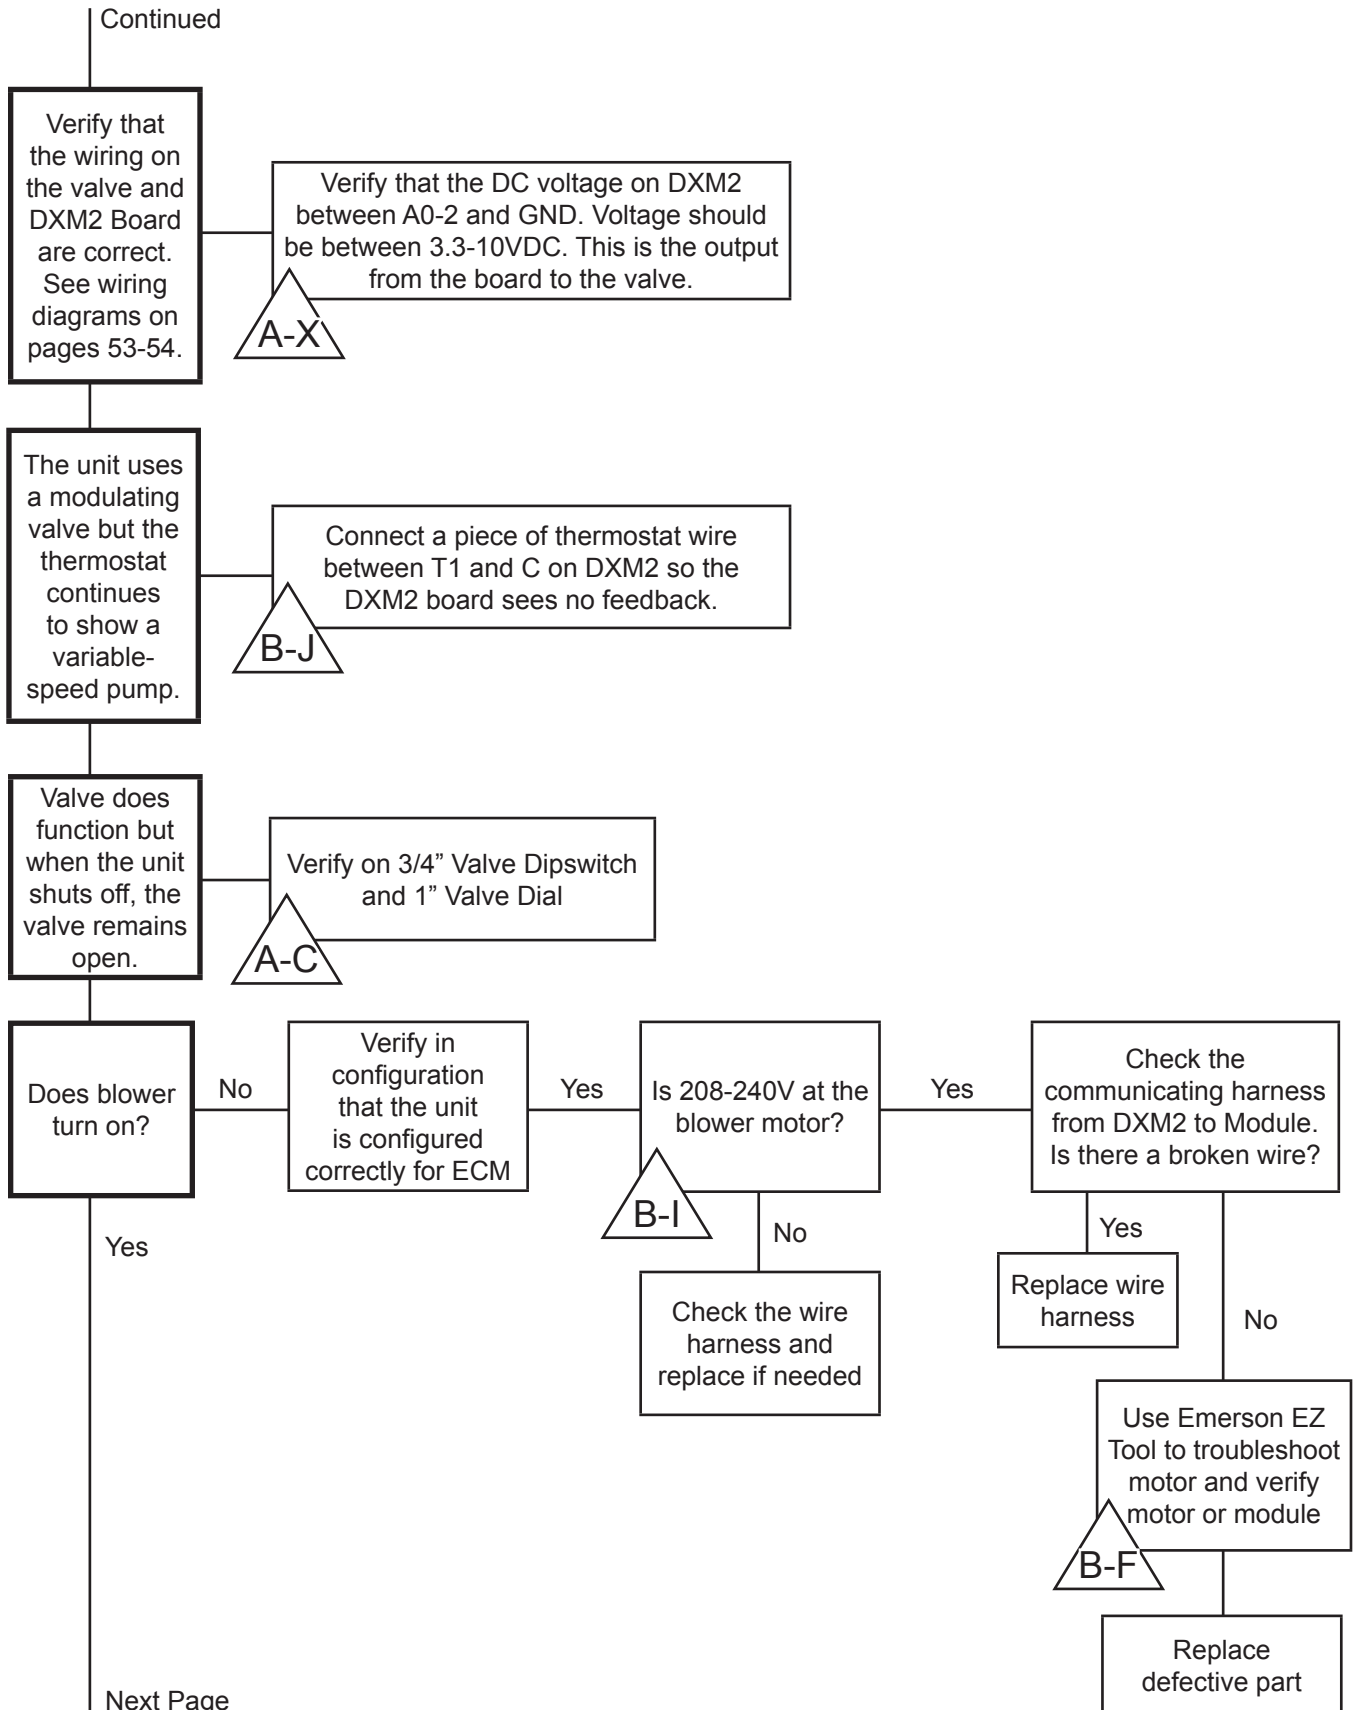 Continued
Verify that
the wiring on
the valve and
DXM2 Board
are correct.
See wiring
diagrams on
pages 53-54.
Verify that the DC voltage on DXM2
between A0-2 and GND. Voltage should
be between 3.3-10VDC. This is the output
from the board to the valve.
A-X
The unit uses
a modulating
valve but the
thermostat
continues
to show a
variable-
speed pump.
Connect a piece of thermostat wire
between T1 and C on DXM2 so the
DXM2 board sees no feedback.
B-J
Valve does
function but
when the unit
shuts off, the
valve remains
open.
Verify on 3/4” Valve Dipswitch
and 1” Valve Dial
A-C
Does blower
turn on?
No
Verify in
configuration
that the unit
is configured
correctly for ECM
Yes
Is 208-240V at the
blower motor?
B-I
Yes
Check the
communicating harness
from DXM2 to Module.
Is there a broken wire?
Yes
No
Check the wire
harness and
replace if needed
Yes
Replace wire
harness
No
Use Emerson EZ
Tool to troubleshoot
motor and verify
motor or module
B-F
Replace
defective part
Next Page